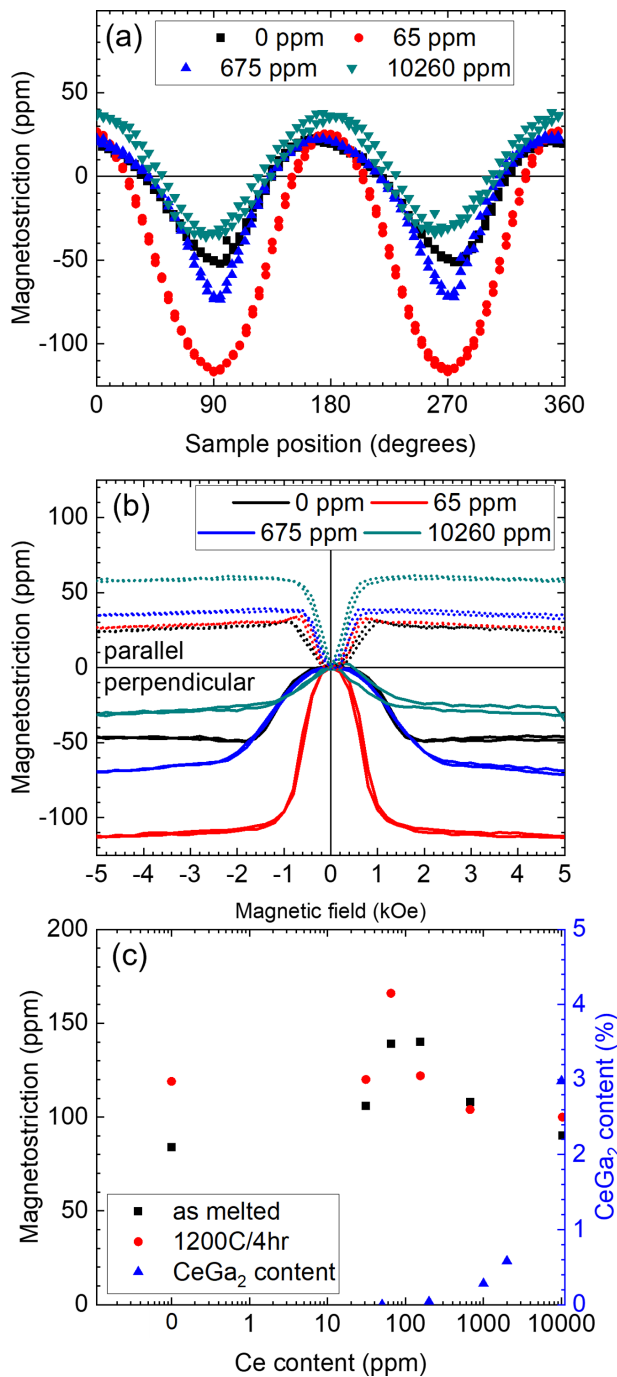 (a)
0 ppm 65 ppm
675 ppm 10260 ppm
50
0
-50
-100
Magnetostriction (ppm)
0 90 180 270 360
Sample position (degrees)
(b)
0 ppm 65 ppm
675 ppm 10260 ppm
100
50
0
-50
-100
Magnetostriction (ppm)
parallel
perpendicular
-5 -4 -3 -2 -1 0 1 2 3 4 5
Magnetic field (kOe)
(c)
200
150
100
50
0
Magnetostriction (ppm)
5
4
3
2
1
0
CeGa₂ content (%)
as melted
1200C/4hr
CeGa₂ content
0 1 10 100 1000 10000
Ce content (ppm)